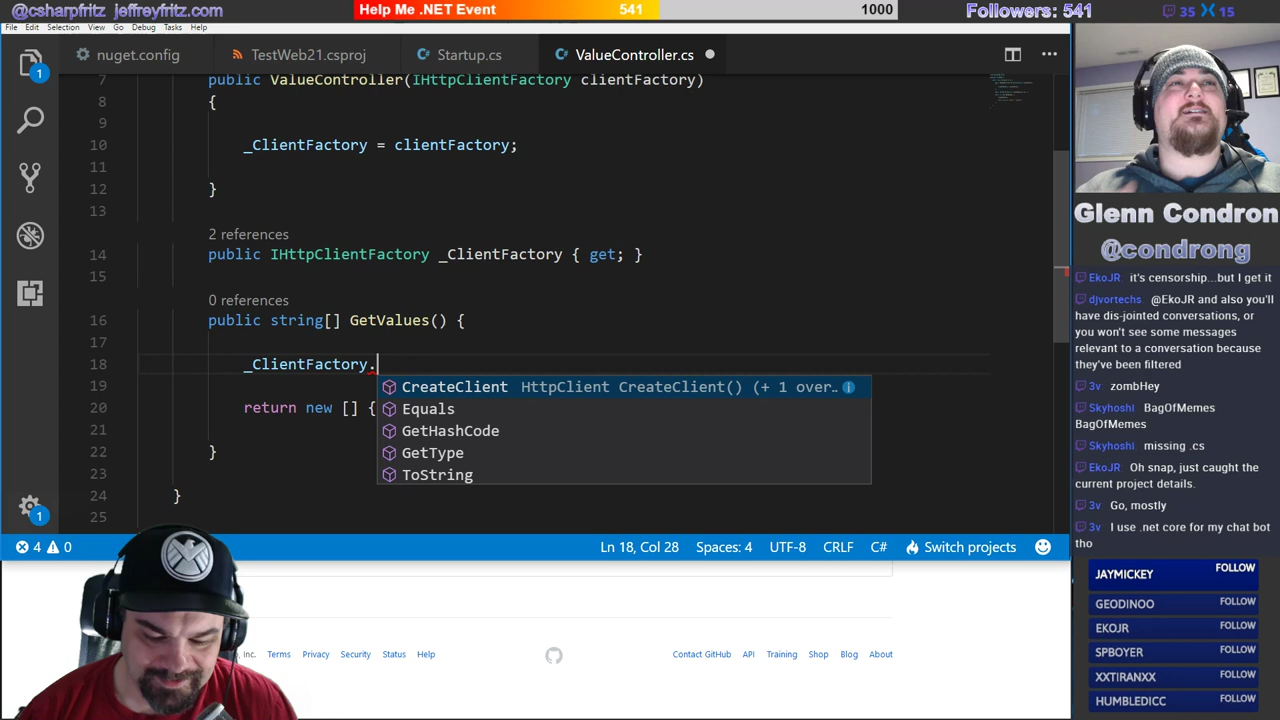 @csharpfritz jeffreyfritz.com
Help Me .NET Event 541 1000
Followers: 541 35 15
File Edit Selection View Go Debug Tasks Help
nuget.config TestWeb21.csproj Startup.cs ValueController.cs
7 public ValueController(IHttpClientFactory clientFactory)
8 {
9
10 _ClientFactory = clientFactory;
11
12 }
13
2 references
14 public IHttpClientFactory _ClientFactory { get; }
15
0 references
16 public string[] GetValues() {
17
18 _ClientFactory.
19 CreateClient HttpClient CreateClient() (+ 1 over…
20 return new [] { Equals
21 GetHashCode
22 } GetType
23 ToString
24 }
25
1
1
4 0 Ln 18, Col 28 Spaces: 4 UTF-8 CRLF C# Switch projects
, Inc. Terms Privacy Security Status Help Contact GitHub API Training Shop Blog About
Glenn Condron
@condrong
EkoJR: it's censorship...but I get it
djvortechs: @EkoJR and also you'll
have dis-jointed conversations, or
you won't see some messages
relevant to a conversation because
they've been filtered
3v: zombHey
Skyhoshi: BagOfMemes
BagOfMemes
Skyhoshi: missing .cs
EkoJR: Oh snap, just caught the
current project details.
3v: Go, mostly
3v: I use .net core for my chat bot
tho
JAYMICKEY FOLLOW
GEODINOO FOLLOW
EKOJR FOLLOW
SPBOYER FOLLOW
XXTIRANXX FOLLOW
HUMBLEDICC FOLLOW